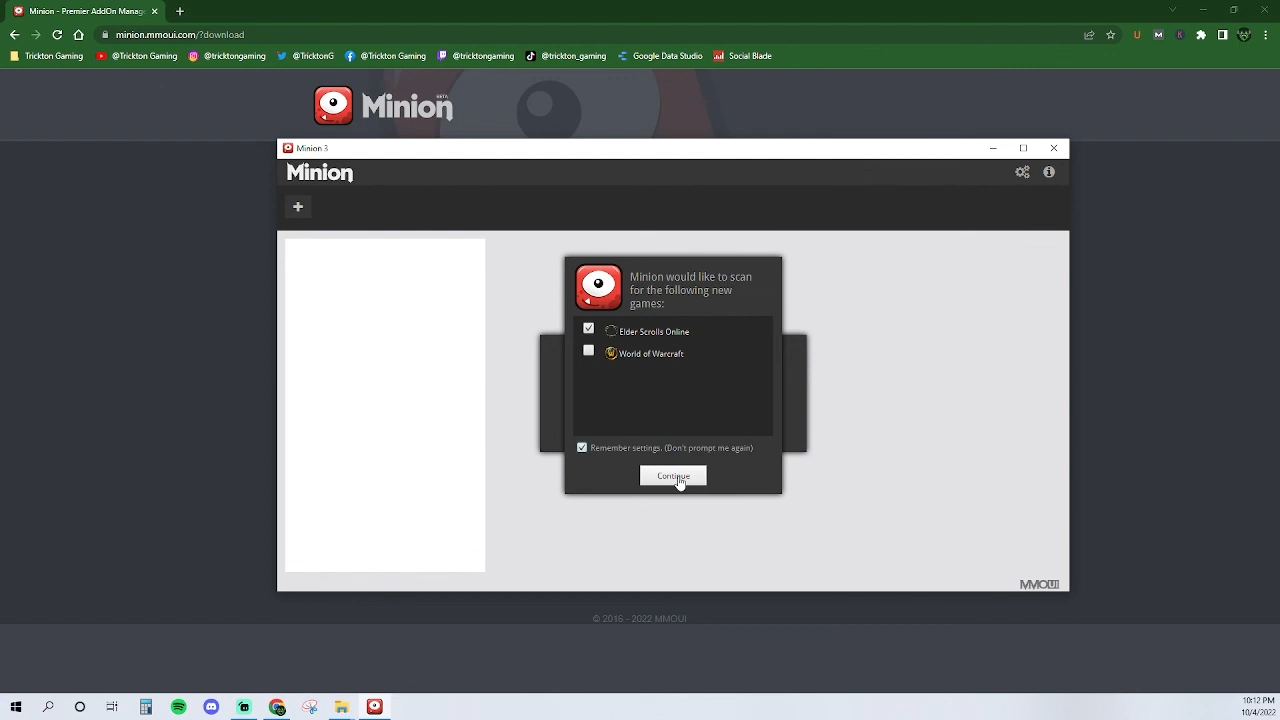 Minion - Premier AddOn Manag
minion.mmoui.com/?download
Trickton Gaming
@Trickton Gaming
@tricktongaming
@TricktonG
@Trickton Gaming
@tricktongaming
@trickton_gaming
Google Data Studio
Social Blade
Minion
BETA
Minion 3
Minion
Minion would like to scan
for the following new
games:
Elder Scrolls Online
World of Warcraft
Remember settings. (Don't prompt me again)
Continue
MMOUI
© 2016 - 2022 MMOUI
10:12 PM
10/4/2022